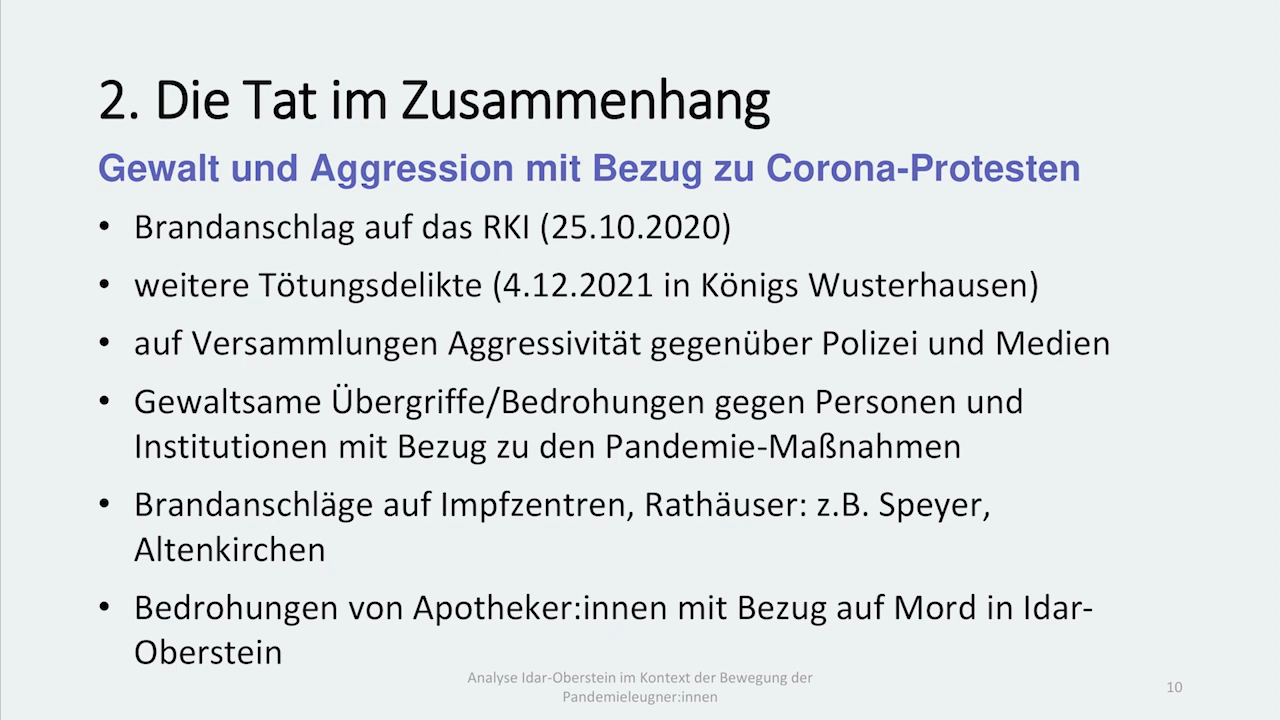 2. Die Tat im Zusammenhang
Gewalt und Aggression mit Bezug zu Corona-Protesten
• Brandanschlag auf das RKI (25.10.2020)
• weitere Tötungsdelikte (4.12.2021 in Königs Wusterhausen)
• auf Versammlungen Aggressivität gegenüber Polizei und Medien
• Gewaltsame Übergriffe/Bedrohungen gegen Personen und
Institutionen mit Bezug zu den Pandemie-Maßnahmen
• Brandanschläge auf Impfzentren, Rathäuser: z.B. Speyer,
Altenkirchen
• Bedrohungen von Apotheker:innen mit Bezug auf Mord in Idar-
Oberstein
Analyse Idar-Oberstein im Kontext der Bewegung der
Pandemieleugner:innen
10